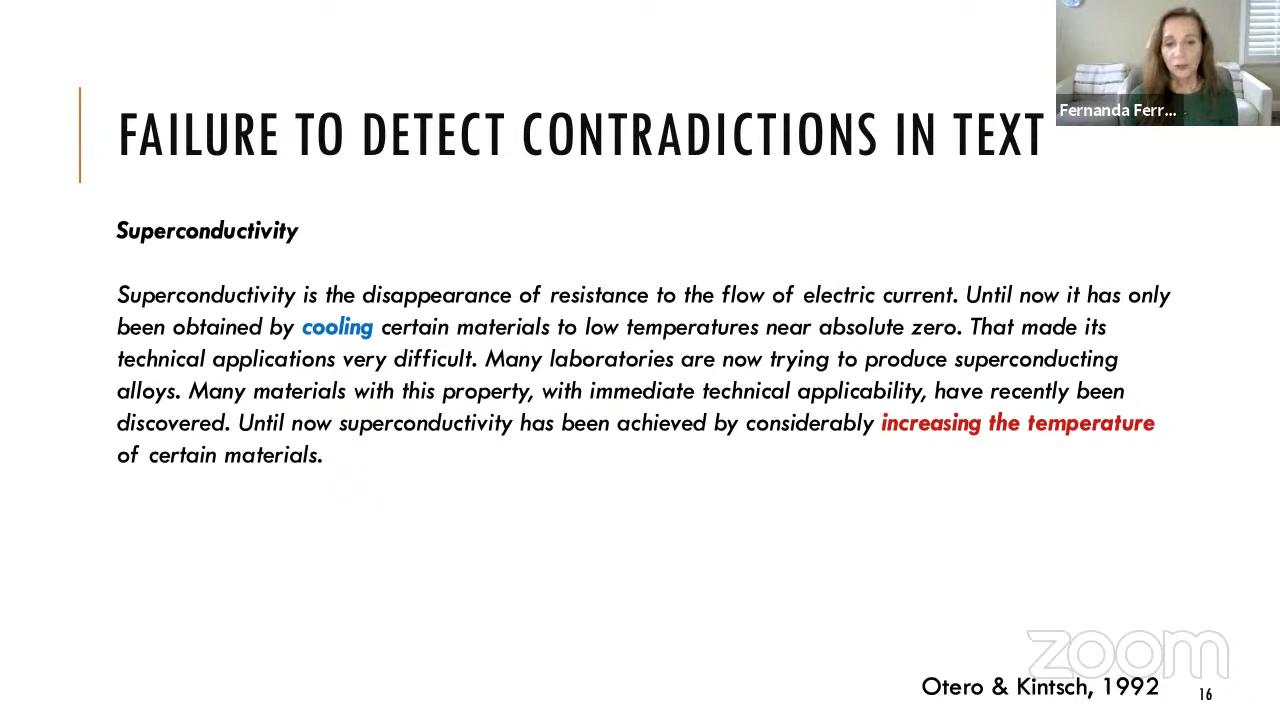 Fernanda Ferr...
FAILURE TO DETECT CONTRADICTIONS IN TEXT
Superconductivity
Superconductivity is the disappearance of resistance to the flow of electric current. Until now it has only
been obtained by cooling certain materials to low temperatures near absolute zero. That made its
technical applications very difficult. Many laboratories are now trying to produce superconducting
alloys. Many materials with this property, with immediate technical applicability, have recently been
discovered. Until now superconductivity has been achieved by considerably increasing the temperature
of certain materials.
zoom
Otero & Kintsch, 1992
16